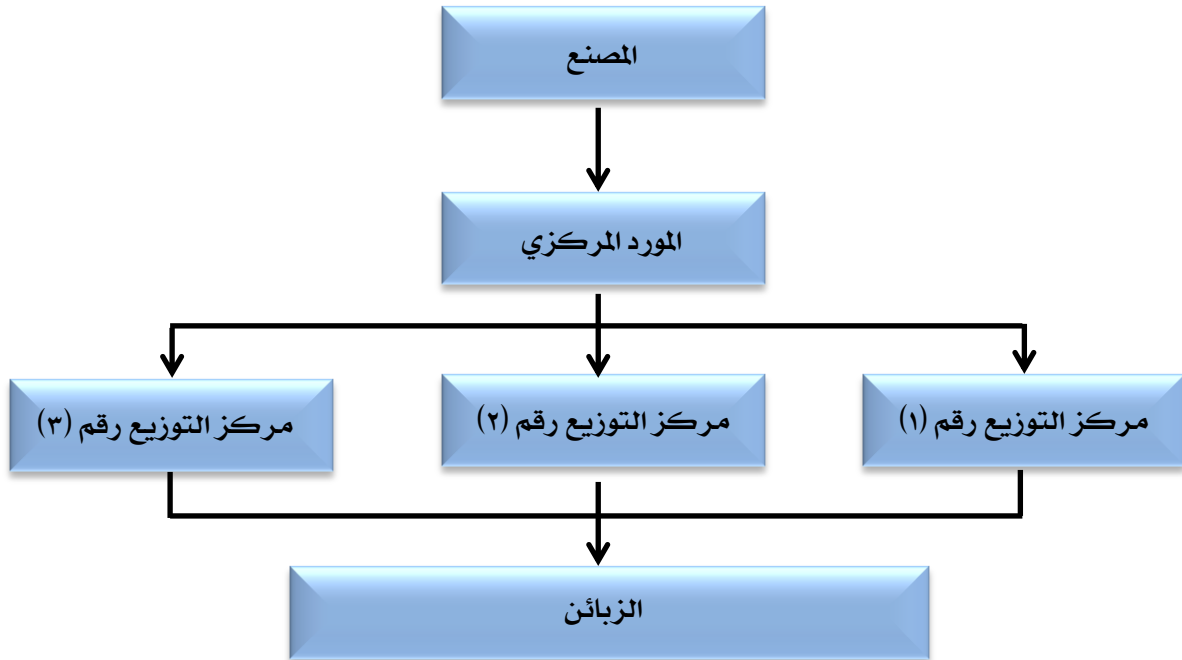 المصنع
المورد المركزي
مركز التوزيع رقم (١)
مركز التوزيع رقم (٢)
مركز التوزيع رقم (٣)
الزبائن